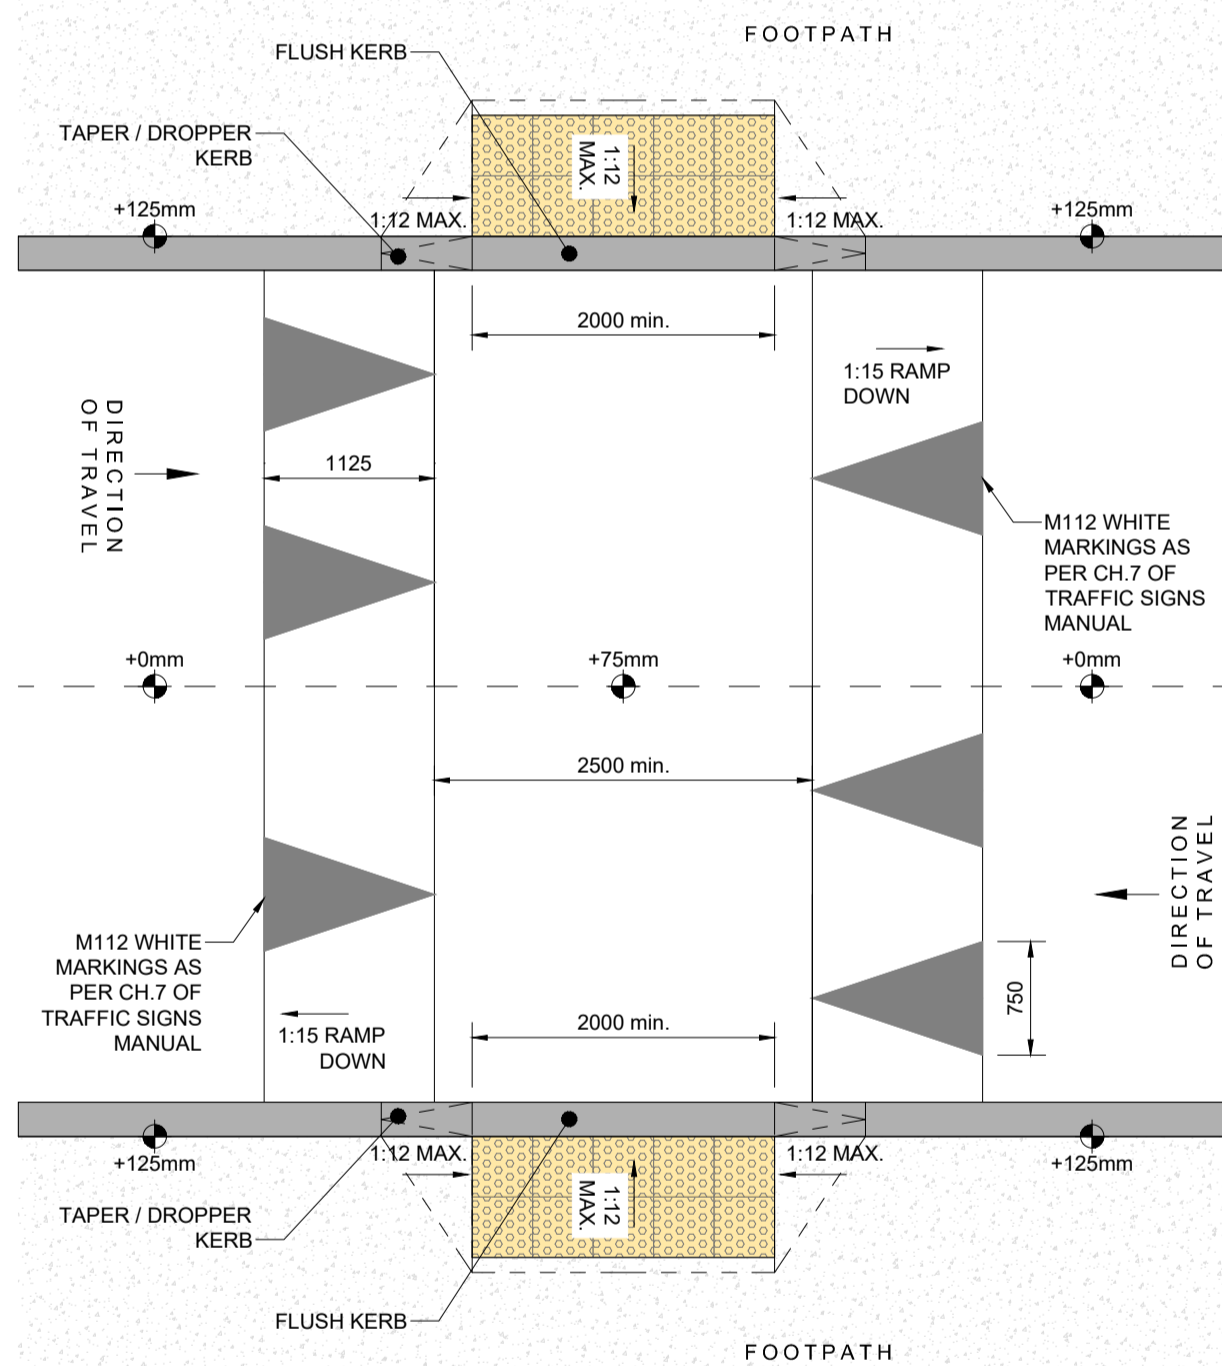 FOOTPATH
FLUSH KERB
TAPER / DROPPER
KERB
1:12
MAX.
+125mm
1:12 MAX.
1:12 MAX.
+125mm
2000 min.
1:15 RAMP
DOWN
DIRECTION
OF TRAVEL
1125
M112 WHITE
MARKINGS AS
PER CH.7 OF
TRAFFIC SIGNS
MANUAL
+0mm
+75mm
+0mm
2500 min.
DIRECTION
OF TRAVEL
M112 WHITE
MARKINGS AS
PER CH.7 OF
TRAFFIC SIGNS
MANUAL
750
2000 min.
1:15 RAMP
DOWN
+125mm
1:12 MAX.
1:12 MAX.
+125mm
1:12
MAX.
TAPER / DROPPER
KERB
FLUSH KERB
FOOTPATH